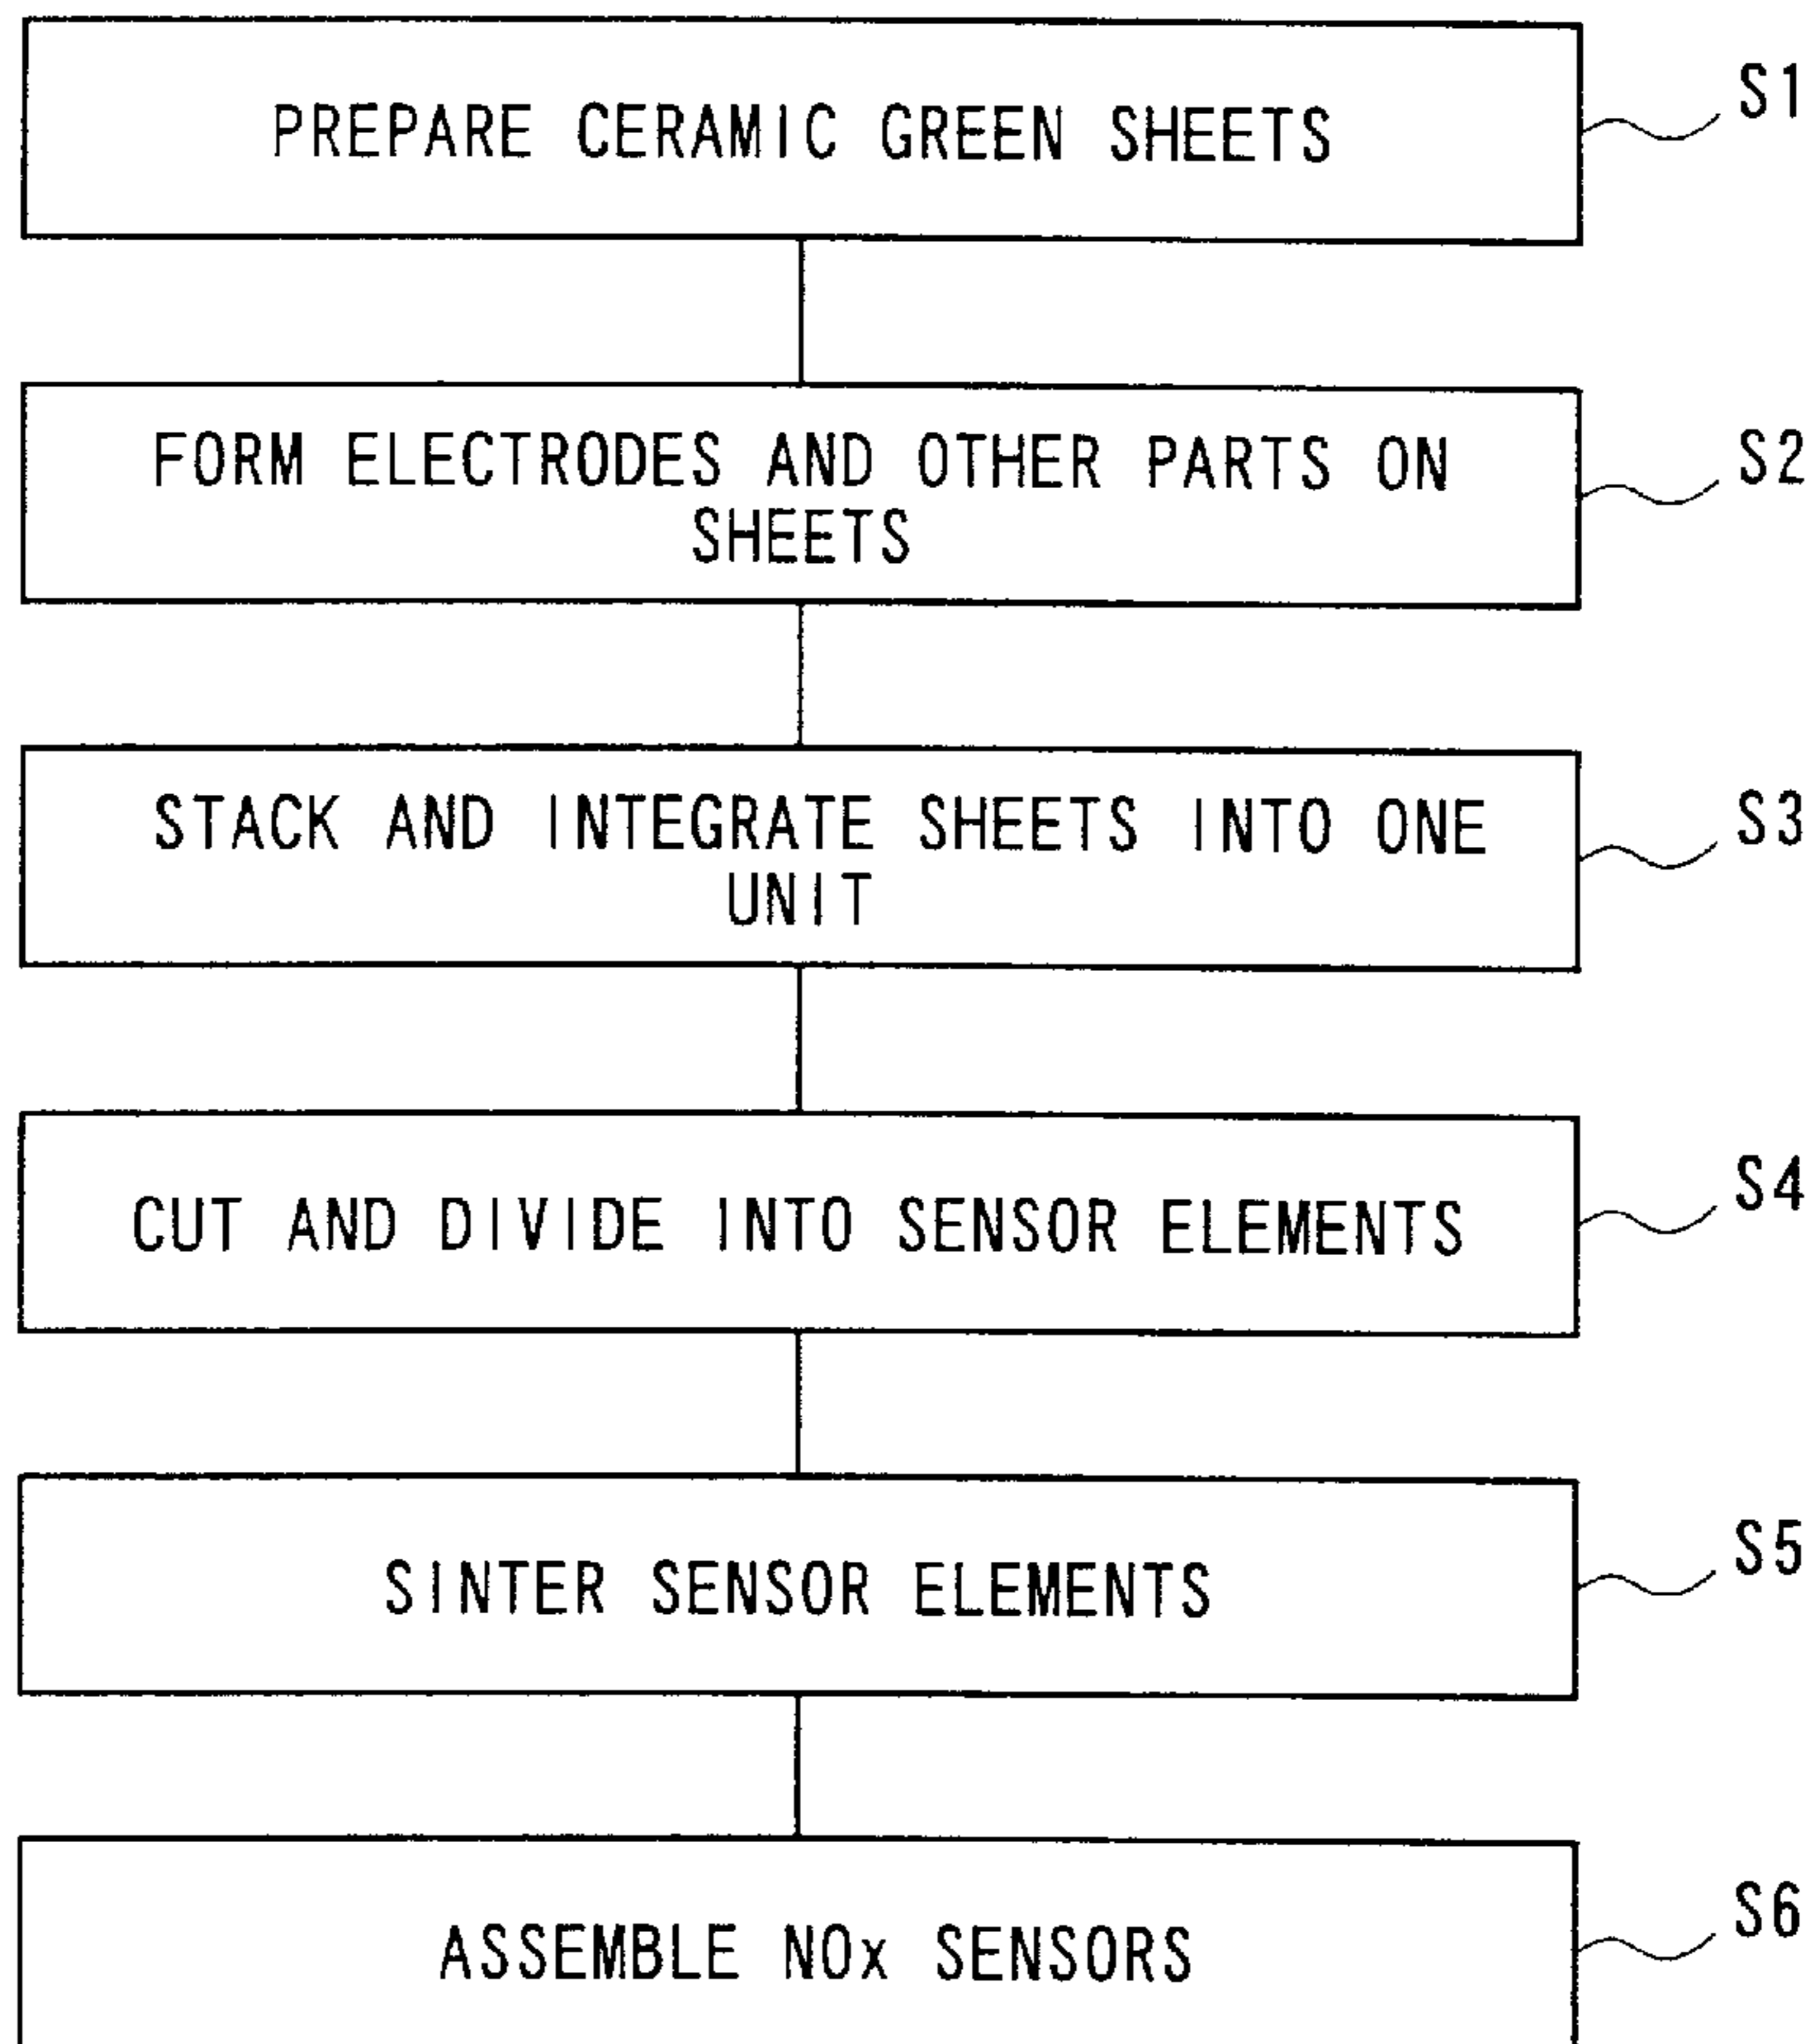 PREPARE CERAMIC GREEN SHEETS
S1
FORM ELECTRODES AND OTHER PARTS ON
SHEETS
S2
STACK AND INTEGRATE SHEETS INTO ONE
UNIT
S3
CUT AND DIVIDE INTO SENSOR ELEMENTS
S4
SINTER SENSOR ELEMENTS
S5
ASSEMBLE NOx SENSORS
S6